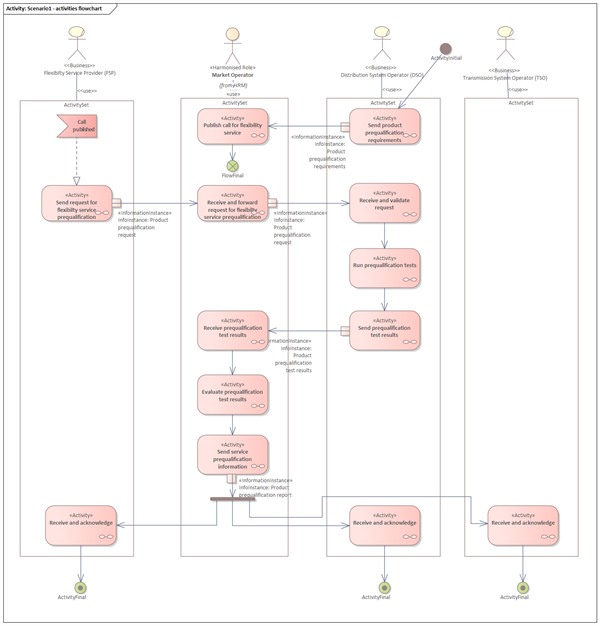 Activity: Scenario1 - activities flowchart
<<Business>>
Flexibilty Service Provider (FSP)
<<use>>
«Harmonised Role»
Market Operator
(from HRM)
«use»
<<Business>>
Distribution System Operator (DSO)
<<use>>
ActivityInitial
<<Business>>
Transmission System Operator (TSO)
<<use>>
ActivitySet
ActivitySet
ActivitySet
ActivitySet
Call
published
«Activity»
Publish call for flexibility
service
«InformationInstance»
infoInstance:
Product
prequalification
requirements
«Activity»
Send product
prequalification
requirements
FlowFinal
«Activity»
Send request for
flexibilty service
prequalification
«InformationInstance»
infoInstance: Product
prequalification
request
«Activity»
Receive and forward
request for flexibilty
service prequalification
«InformationInstance»
infoInstance:
Product
prequalification
request
«Activity»
Receive and validate
request
«Activity»
Run prequalification tests
«Activity»
Receive prequalification
test results
rmationInstance»
infoInstance:
Product
prequalification
test results
«Activity»
Send prequalification
test results
«Activity»
Evaluate prequalification
test results
«Activity»
Send service
prequalification
information
«InformationInstance»
infoInstance: Product
prequalification report
«Activity»
Receive and acknowledge
«Activity»
Receive and acknowledge
«Activity»
Receive and acknowledge
ActivityFinal
ActivityFinal
ActivityFinal